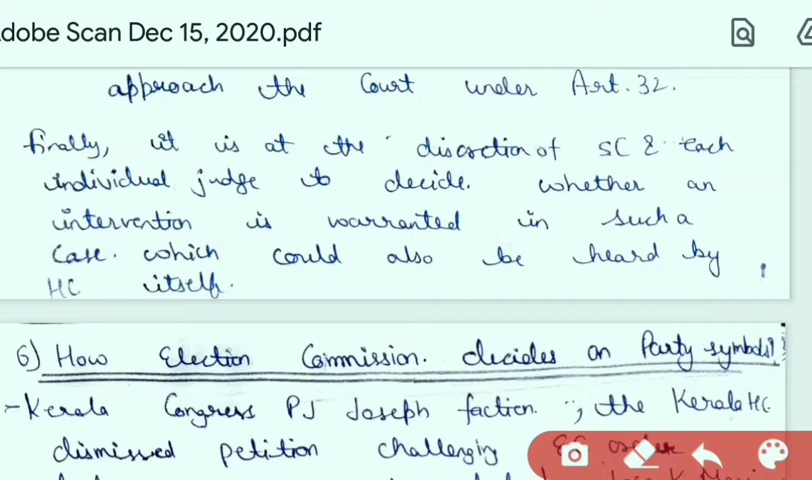 dobe Scan Dec 15, 2020.pdf
approach the Court under Art. 32.
Finally, it is at the discretion of SC & each
individual judge to decide. whether an
intervention is warranted in such a
Case. which could also be heard by
HC itself.
6) How Election Commission. decides on Party symbols?
- Kerala Congress PJ Joseph faction. ; the Kerala HC
dismissed petition challenging